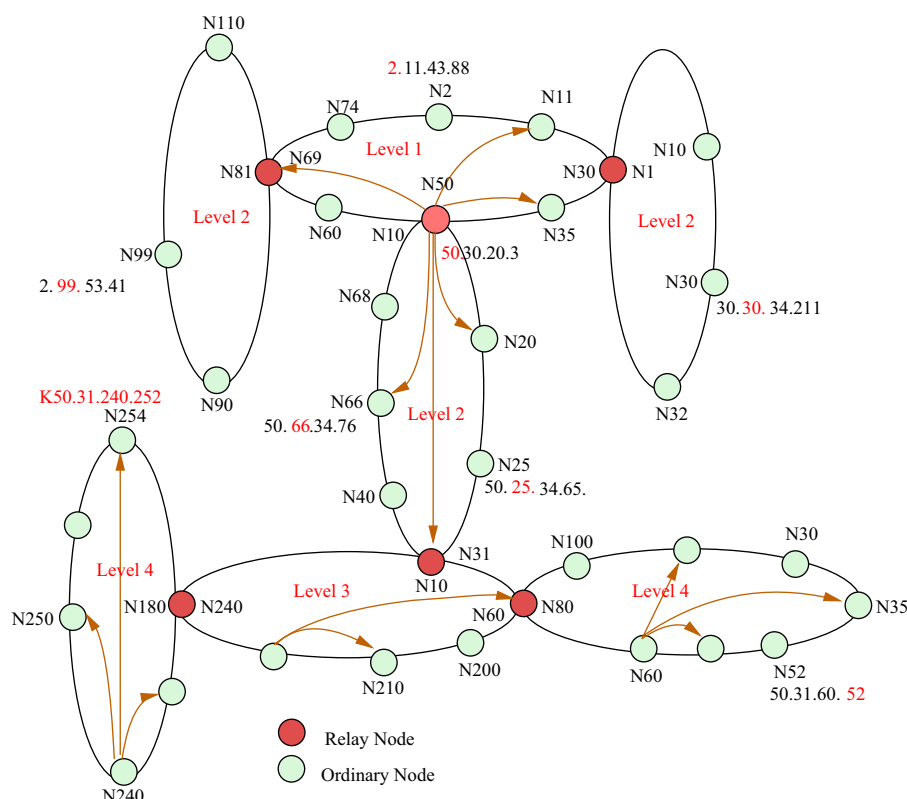 N110
2.11.43.88
N2
N11
N74
Level 1
N69
N81
N50
N30
N1
N10
Level 2
Level 2
N60
N10
N35
50.30.20.3
N99
2. 99. 53.41
N68
N30
30. 30. 34.211
N20
N66
Level 2
50. 66.34.76
N90
N32
K50.31.240.252
N254
N25
50. 25. 34.65.
N40
N31
N10
N100
N30
Level 4
Level 3
Level 4
N250
N180
N240
N60
N80
N35
N210
N200
N60
N52
50.31.60. 52
N240
Relay Node
Ordinary Node